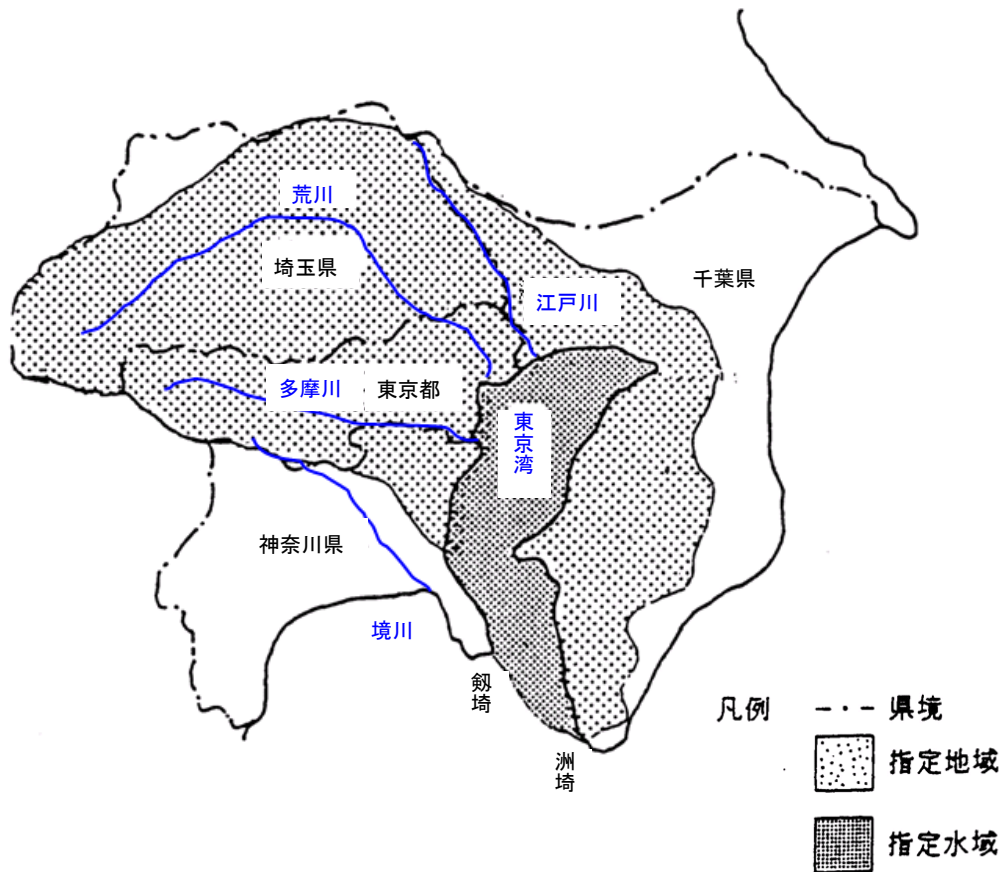 荒川
埼玉県
千葉県
江戸川
多摩川
東京都
東京湾
神奈川県
境川
剱埼
洲埼
凡例
県境
指定地域
指定水域